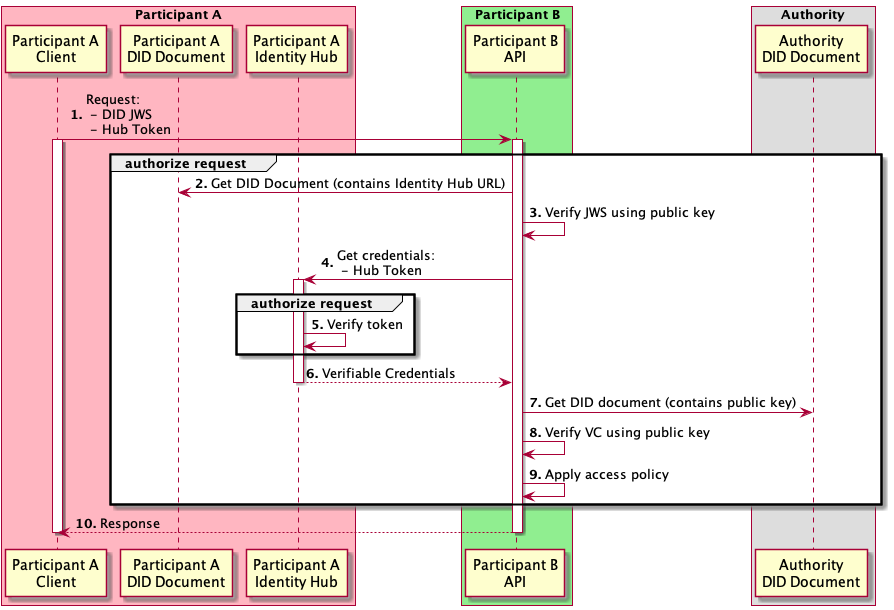 Participant A
Participant B
Authority
Participant A
Client
Participant A
DID Document
Participant A
Identity Hub
Participant B
API
Authority
DID Document
Request:
1. - DID JWS
- Hub Token
authorize request
2. Get DID Document (contains Identity Hub URL)
3. Verify JWS using public key
Get credentials:
4. - Hub Token
authorize request
5. Verify token
6. Verifiable Credentials
7. Get DID document (contains public key)
8. Verify VC using public key
9. Apply access policy
10. Response
Participant A
Client
Participant A
DID Document
Participant A
Identity Hub
Participant B
API
Authority
DID Document